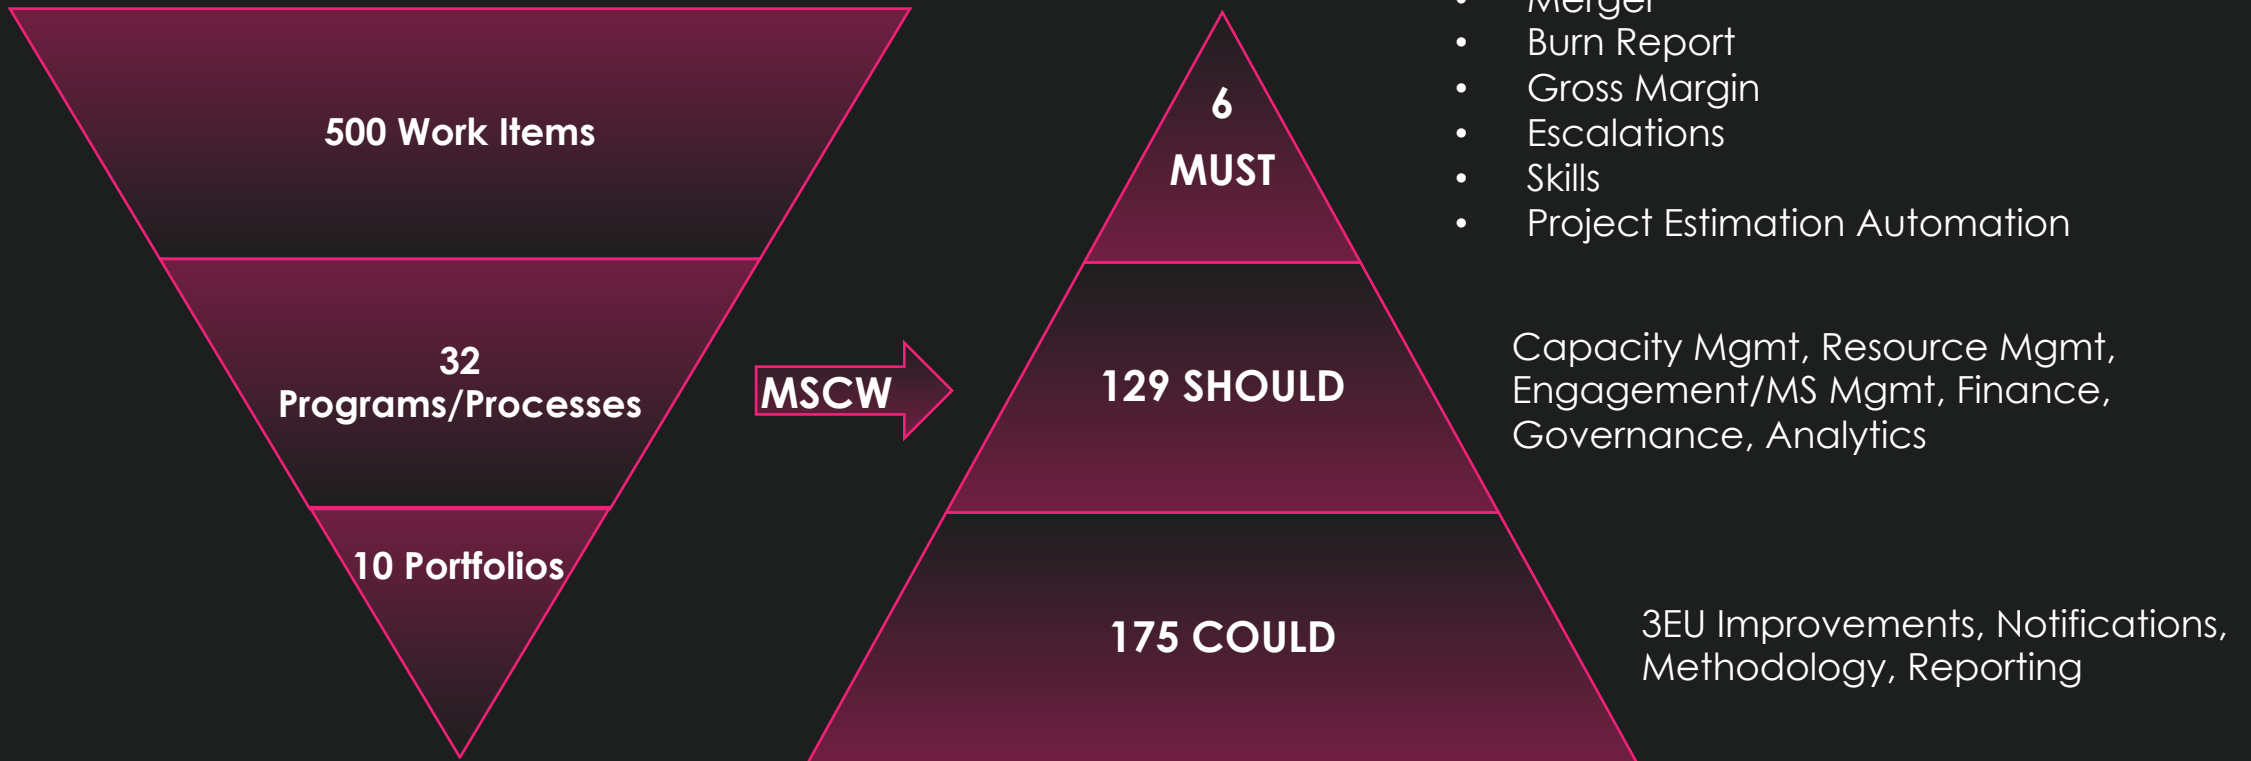 500 Work Items
32
Programs/Processes
10 Portfolios
MSCW
6
MUST
129 SHOULD
175 COULD
• Merger
• Burn Report
• Gross Margin
• Escalations
• Skills
• Project Estimation Automation
Capacity Mgmt, Resource Mgmt,
Engagement/MS Mgmt, Finance,
Governance, Analytics
3EU Improvements, Notifications,
Methodology, Reporting